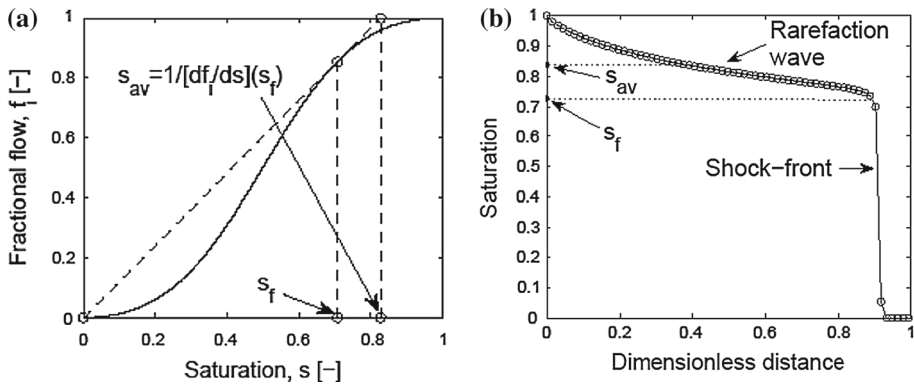 (a)
1
0.8
0.6
0.4
0.2
0
0 0.2 0.4 0.6 0.8 1
Fractional flow, f_i [−]
s_av=1/[df_i/ds](s_f)
s_f
Saturation, s [−]
(b)
1
0.9
0.8
0.7
0.6
0.5
0.4
0.3
0.2
0.1
0
0 0.2 0.4 0.6 0.8 1
Saturation
Rarefaction
wave
s_av
s_f
Shock−front
Dimensionless distance